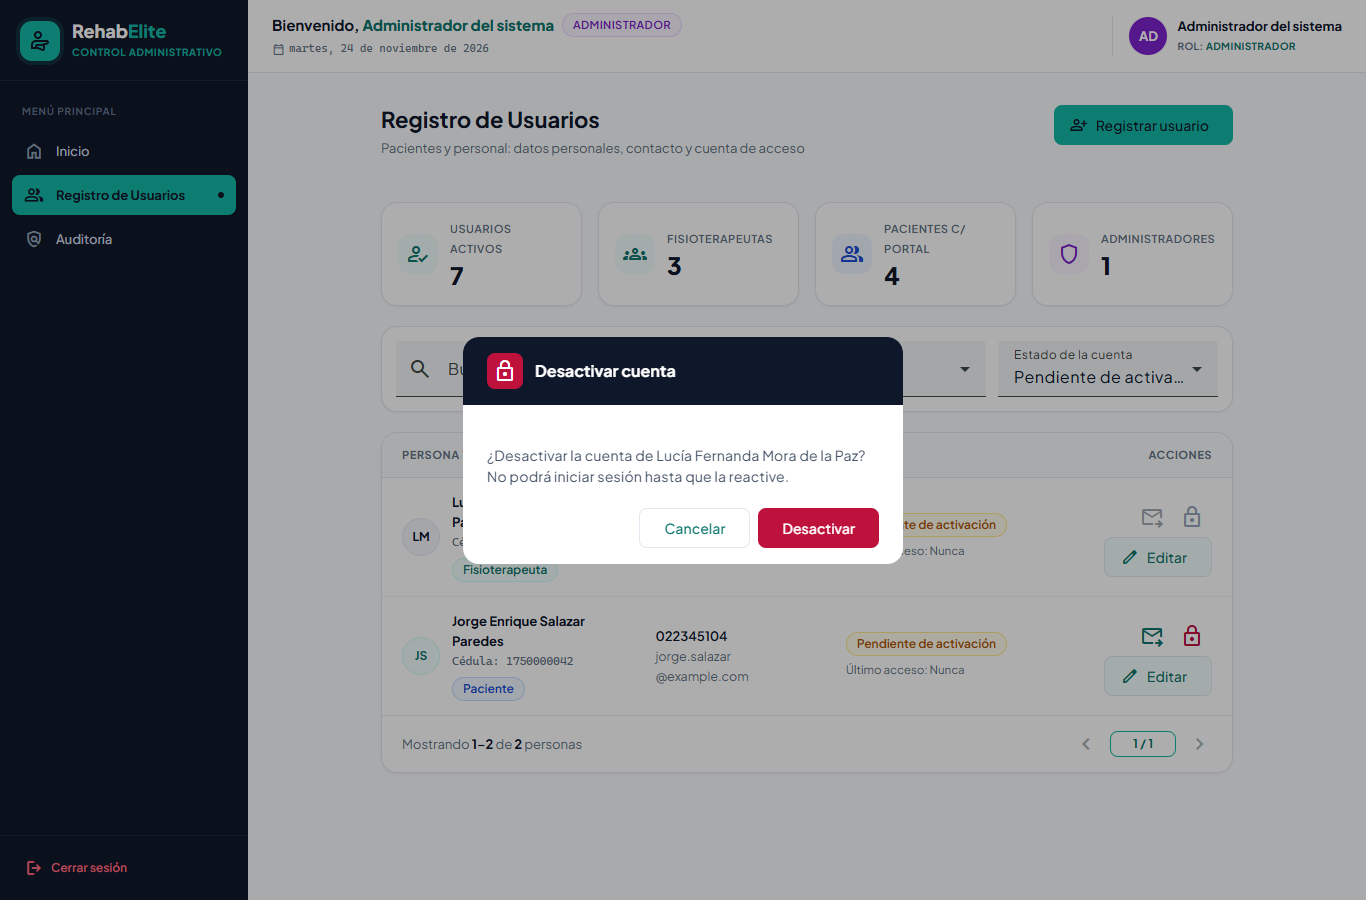 RehabElite
CONTROL ADMINISTRATIVO
MENÚ PRINCIPAL
Inicio
Registro de Usuarios
Auditoría
Cerrar sesión
Bienvenido, Administrador del sistema
ADMINISTRADOR
martes, 24 de noviembre de 2026
AD
Administrador del sistema
ROL: ADMINISTRADOR
Registro de Usuarios
Pacientes y personal: datos personales, contacto y cuenta de acceso
Registrar usuario
USUARIOS
ACTIVOS
7
FISIOTERAPEUTAS
3
PACIENTES C/
PORTAL
4
ADMINISTRADORES
1
Estado de la cuenta
Pendiente de activa...
Desactivar cuenta
¿Desactivar la cuenta de Lucía Fernanda Mora de la Paz?
No podrá iniciar sesión hasta que la reactive.
Cancelar
Desactivar
PERSONA
ACCIONES
LM
Fisioterapeuta
de activación
Nunca
Editar
JS
Jorge Enrique Salazar
Paredes
Cédula: 1750000042
Paciente
022345104
jorge.salazar
@example.com
Pendiente de activación
Último acceso: Nunca
Editar
Mostrando 1–2 de 2 personas
1 / 1